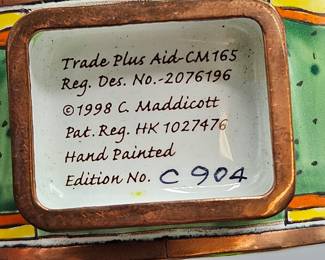 Trade Plus Aid-CM165
Reg. Des. No.-2076196
©1998 C. Maddicott
Pat. Reg. HK 1027476
Hand Painted
Edition No. C 904